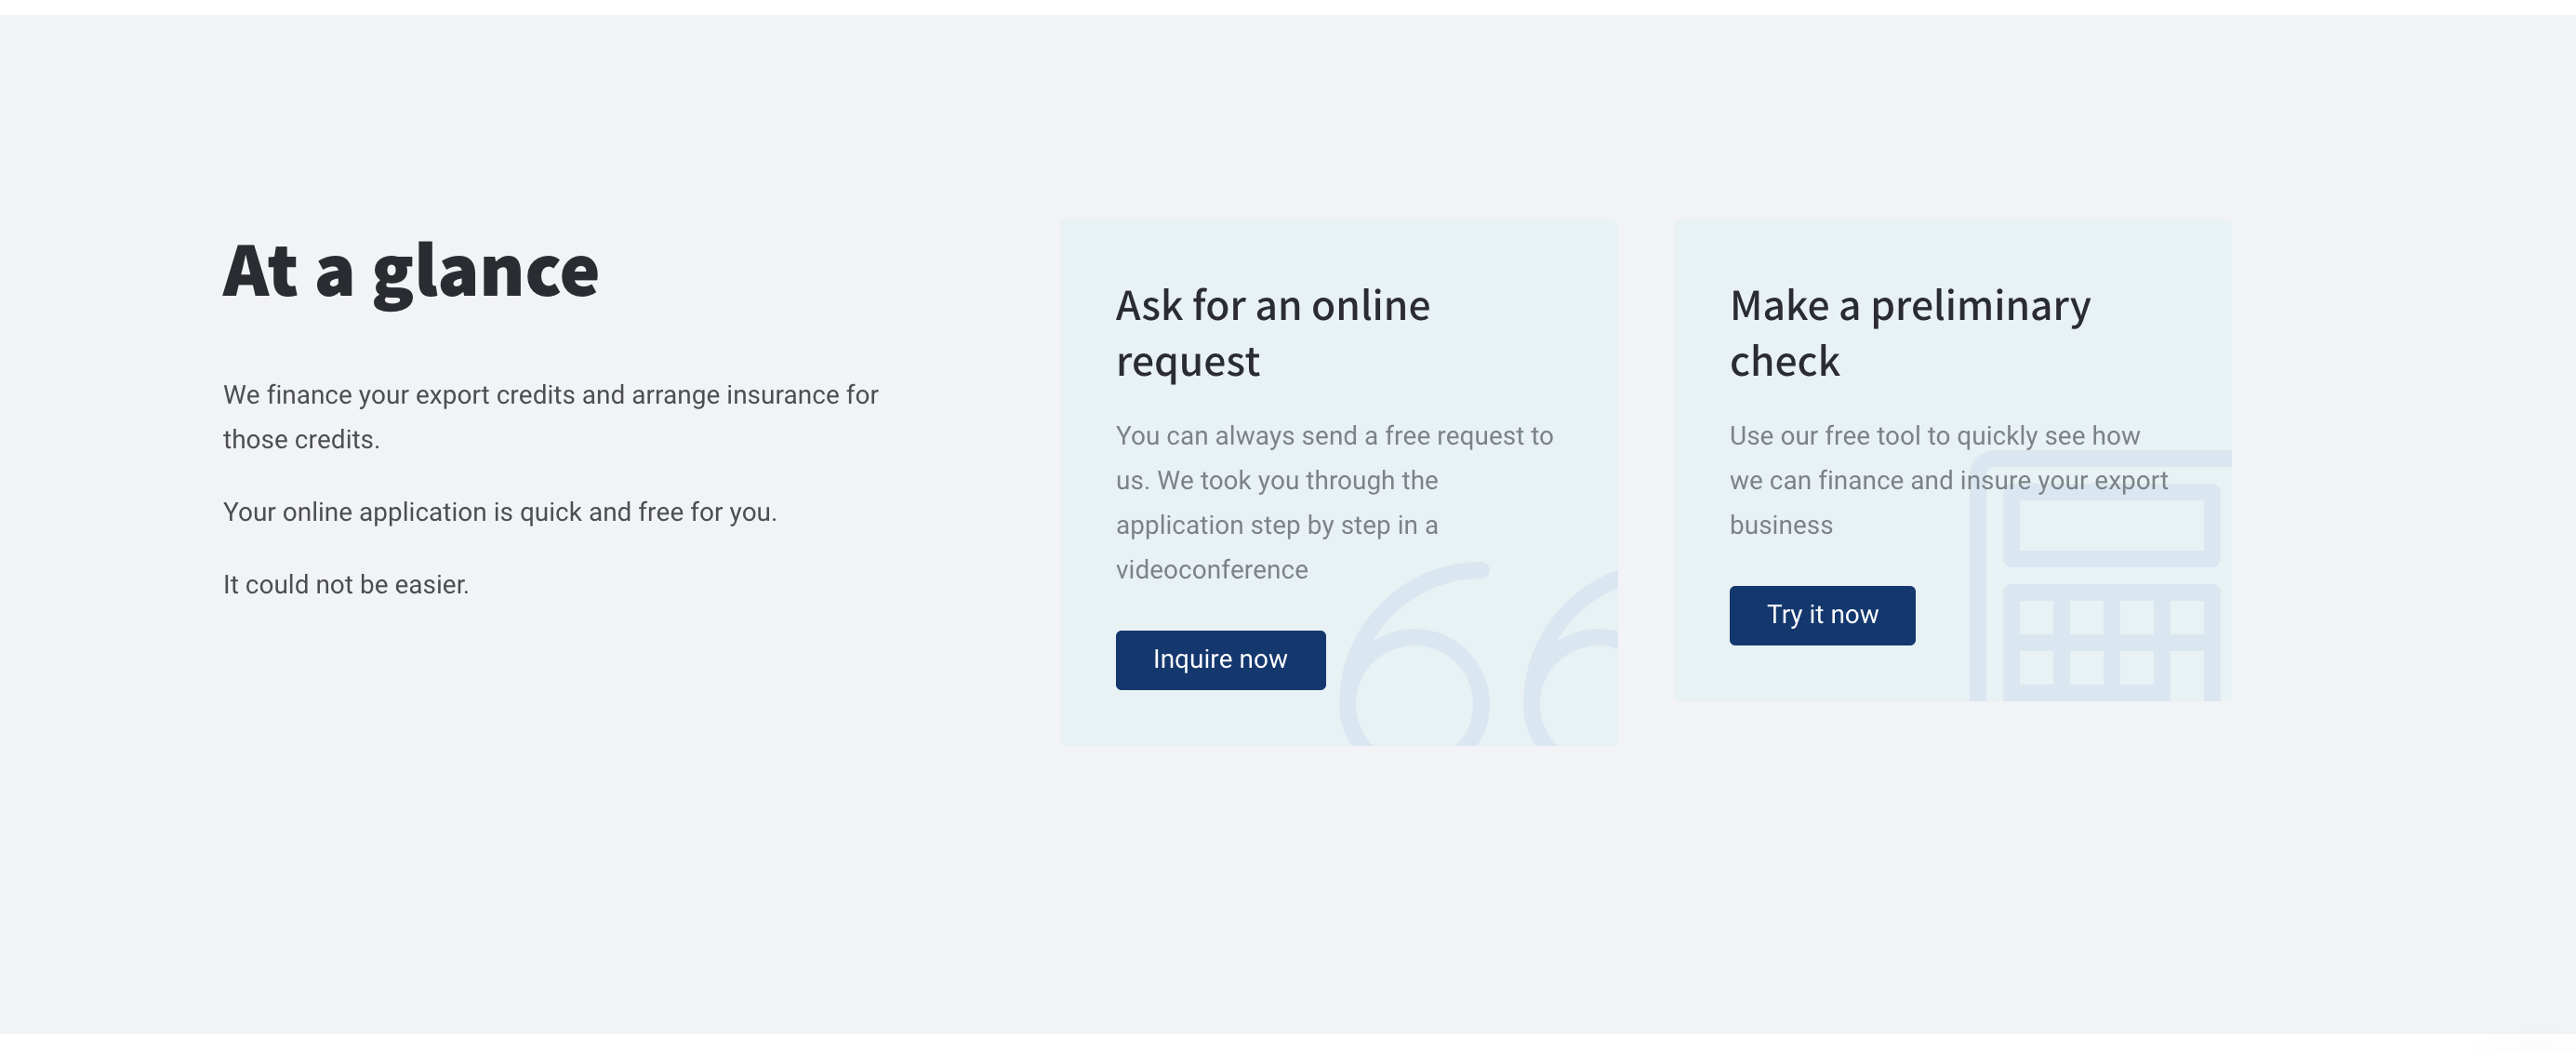 At a glance
We finance your export credits and arrange insurance for
those credits.
Your online application is quick and free for you.
It could not be easier.
Ask for an online
request
You can always send a free request to
us. We took you through the
application step by step in a
videoconference
Inquire now
Make a preliminary
check
Use our free tool to quickly see how
we can finance and insure your export
business
Try it now